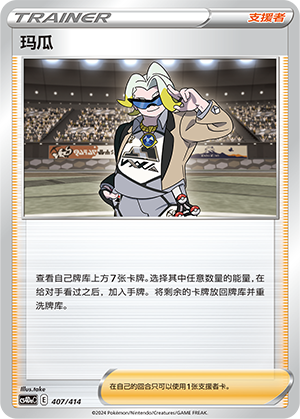 TRAINER 支援者
玛瓜
查看自己牌库上方7张卡牌。选择其中任意数量的能量,在
给对手看过之后,加入手牌。将剩余的卡牌放回牌库并重
洗牌库。
Illus.take
CS4DaC E 407/414
在自己的回合只可以使用1张支援者卡。
©2024 Pokémon/Nintendo/Creatures/GAME FREAK.